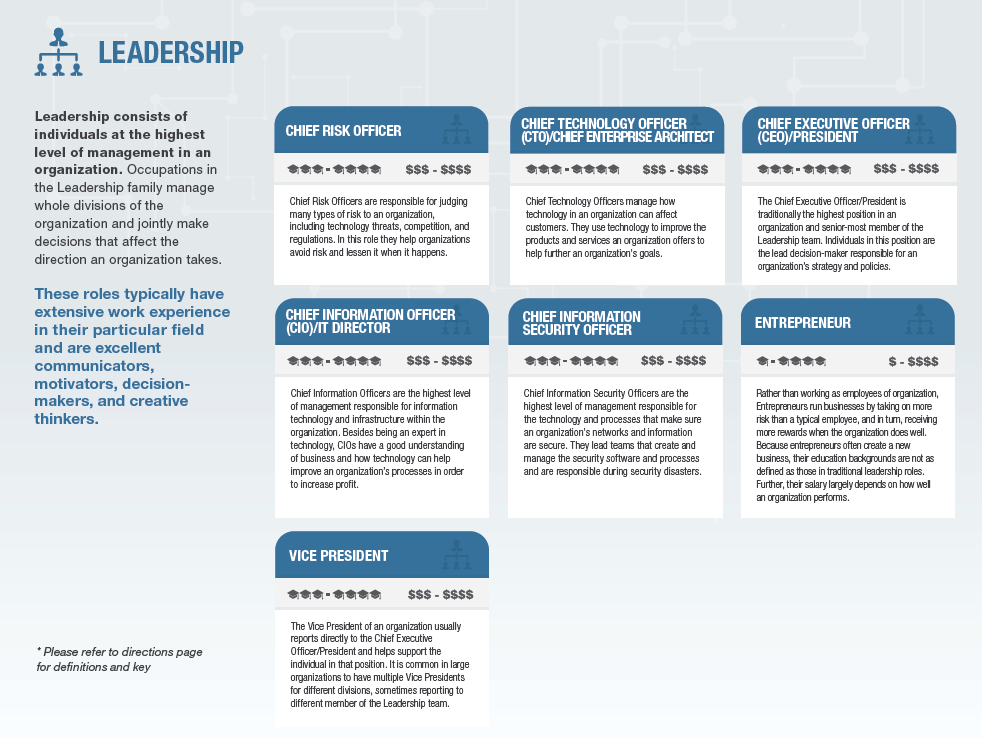 LEADERSHIP
Leadership consists of
individuals at the highest
level of management in an
organization. Occupations in
the Leadership family manage
whole divisions of the
organization and jointly make
decisions that affect the
direction an organization takes.
These roles typically have
extensive work experience
in their particular field
and are excellent
communicators,
motivators, decision-
makers, and creative
thinkers.
* Please refer to directions page
for definitions and key
CHIEF RISK OFFICER
$$$ - $$$$
Chief Risk Officers are responsible for judging
many types of risk to an organization,
including technology threats, competition, and
regulations. In this role they help organizations
avoid risk and lessen it when it happens.
CHIEF TECHNOLOGY OFFICER
(CTO)/CHIEF ENTERPRISE ARCHITECT
$$$ - $$$$
Chief Technology Officers manage how
technology in an organization can affect
customers. They use technology to improve the
products and services an organization offers to
help further an organization's goals.
CHIEF EXECUTIVE OFFICER
(CEO)/PRESIDENT
$$$ - $$$$
The Chief Executive Officer/President is
traditionally the highest position in an
organization and senior-most member of the
Leadership team. Individuals in this position are
the lead decision-maker responsible for an
organization's strategy and policies.
CHIEF INFORMATION OFFICER
(CIO)/IT DIRECTOR
$$$ - $$$$
Chief Information Officers are the highest level
of management responsible for information
technology and infrastructure within the
organization. Besides being an expert in
technology, CIOs have a good understanding
of business and how technology can help
improve an organization's processes in order
to increase profit.
CHIEF INFORMATION
SECURITY OFFICER
$$$ - $$$$
Chief Information Security Officers are the
highest level of management responsible for
the technology and processes that make sure
an organization's networks and information
are secure. They lead teams that create and
manage the security software and processes
and are responsible during security disasters.
ENTREPRENEUR
$ - $$$$
Rather than working as employees of organization,
Entrepreneurs run businesses by taking on more
risk than a typical employee, and in turn, receiving
more rewards when the organization does well.
Because entrepreneurs often create a new
business, their education backgrounds are not as
defined as those in traditional leadership roles.
Further, their salary largely depends on how well
an organization performs.
VICE PRESIDENT
$$$ - $$$$
The Vice President of an organization usually
reports directly to the Chief Executive
Officer/President and helps support the
individual in that position. It is common in large
organizations to have multiple Vice Presidents
for different divisions, sometimes reporting to
different member of the Leadership team.